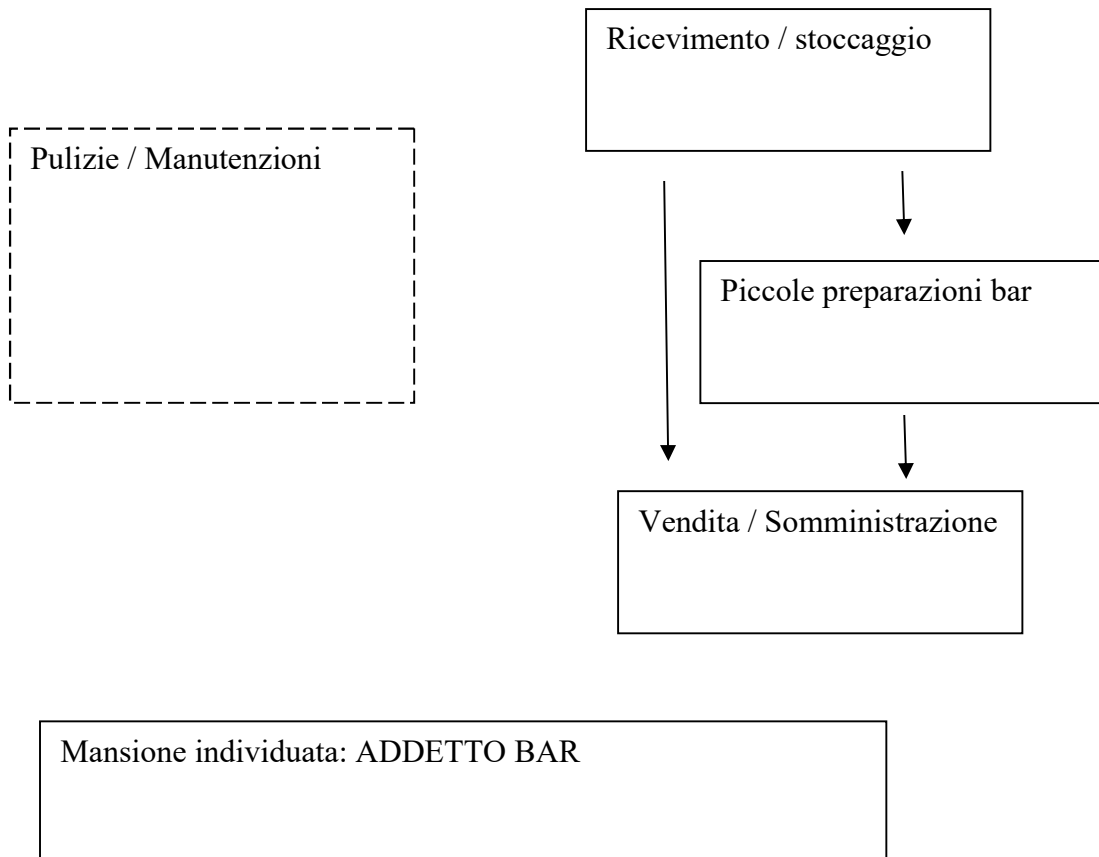 Ricevimento / stoccaggio
Pulizie / Manutenzioni
Piccole preparazioni bar
Vendita / Somministrazione
Mansione individuata: ADDETTO BAR